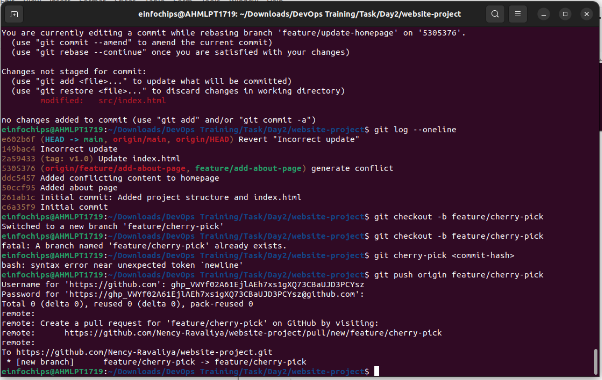 einfochips@AHMLPT1719: ~/Downloads/DevOps Training/Task/Day2/website-project
You are currently editing a commit while rebasing branch 'feature/update-homepage' on '5305376'.
(use "git commit --amend" to amend the current commit)
(use "git rebase --continue" once you are satisfied with your changes)
Changes not staged for commit:
(use "git add <file>..." to update what will be committed)
(use "git restore <file>..." to discard changes in working directory)
modified: src/index.html
no changes added to commit (use "git add" and/or "git commit -a")
einfochips@AHMLPT1719:~/Downloads/DevOps Training/Task/Day2/website-project$ git log --oneline
e602b6f (HEAD -> main, origin/main, origin/HEAD) Revert "Incorrect update"
149bac4 Incorrect update
2a59433 (tag: v1.0) Update index.html
5305376 (origin/feature/add-about-page, feature/add-about-page) generate conflict
ddc5457 Added conflicting content to homepage
50ccf95 Added about page
261ab1c Initial commit: Added project structure and index.html
c6a35f9 Initial commit
einfochips@AHMLPT1719:~/Downloads/DevOps Training/Task/Day2/website-project$ git checkout -b feature/cherry-pick
Switched to a new branch 'feature/cherry-pick'
einfochips@AHMLPT1719:~/Downloads/DevOps Training/Task/Day2/website-project$ git checkout -b feature/cherry-pick
fatal: A branch named 'feature/cherry-pick' already exists.
einfochips@AHMLPT1719:~/Downloads/DevOps Training/Task/Day2/website-project$ git cherry-pick <commit-hash>
bash: syntax error near unexpected token `newline'
einfochips@AHMLPT1719:~/Downloads/DevOps Training/Task/Day2/website-project$ git push origin feature/cherry-pick
Username for 'https://github.com':
Password for
Total 0 (delta 0), reused 0 (delta 0), pack-reused 0
remote:
remote: Create a pull request for 'feature/cherry-pick' on GitHub by visiting:
remote: https://github.com/Nency-Ravaliya/website-project/pull/new/feature/cherry-pick
remote:
To https://github.com/Nency-Ravaliya/website-project.git
* [new branch] feature/cherry-pick -> feature/cherry-pick
einfochips@AHMLPT1719:~/Downloads/DevOps Training/Task/Day2/website-project$